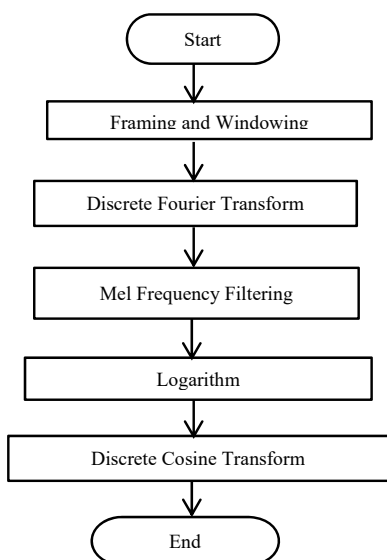 Start
Framing and Windowing
Discrete Fourier Transform
Mel Frequency Filtering
Logarithm
Discrete Cosine Transform
End